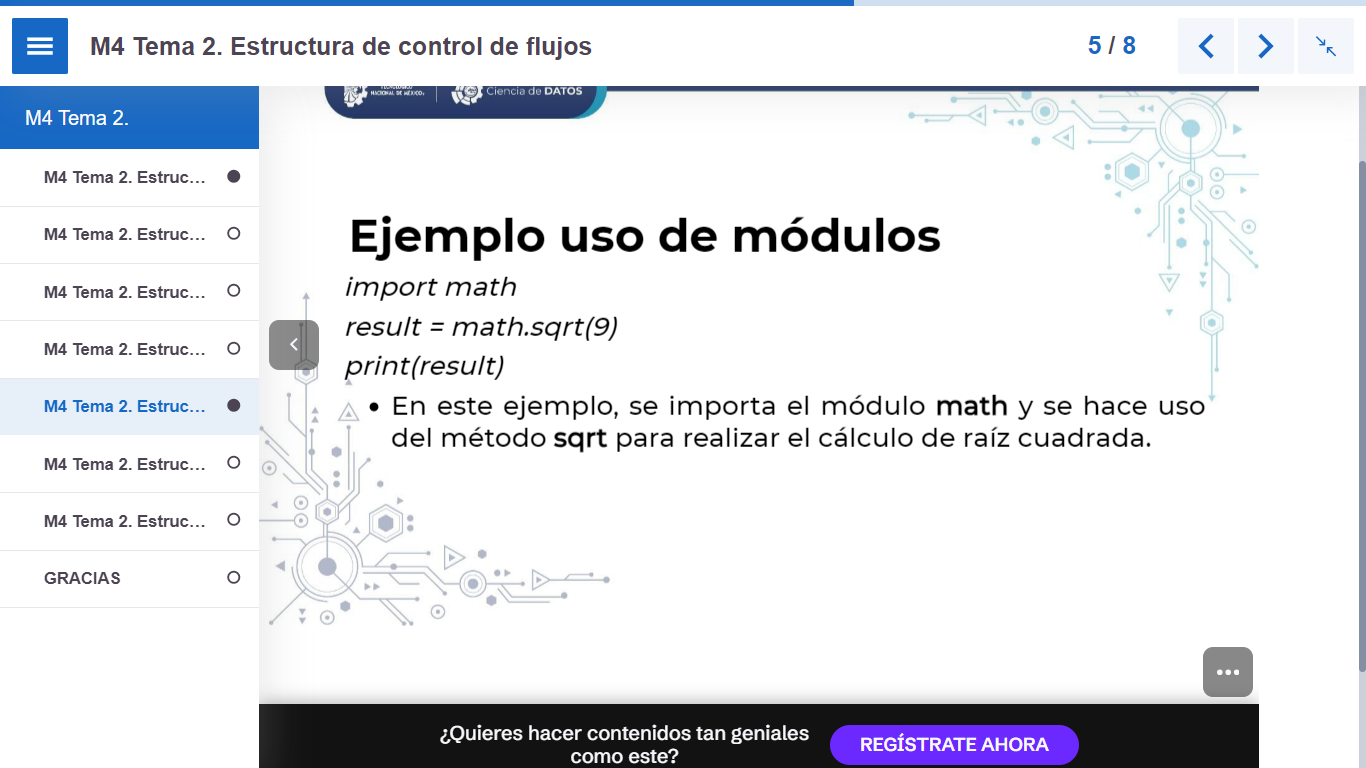 M4 Tema 2. Estructura de control de flujos
5 / 8
M4 Tema 2.
M4 Tema 2. Estruc...
M4 Tema 2. Estruc...
M4 Tema 2. Estruc...
M4 Tema 2. Estruc...
M4 Tema 2. Estruc...
M4 Tema 2. Estruc...
M4 Tema 2. Estruc...
GRACIAS
TECNOLÓGICO
NACIONAL DE MÉXICO
Ciencia de DATOS
Ejemplo uso de módulos
import math
result = math.sqrt(9)
print(result)
• En este ejemplo, se importa el módulo math y se hace uso
del método sqrt para realizar el cálculo de raíz cuadrada.
¿Quieres hacer contenidos tan geniales
como este?
REGÍSTRATE AHORA